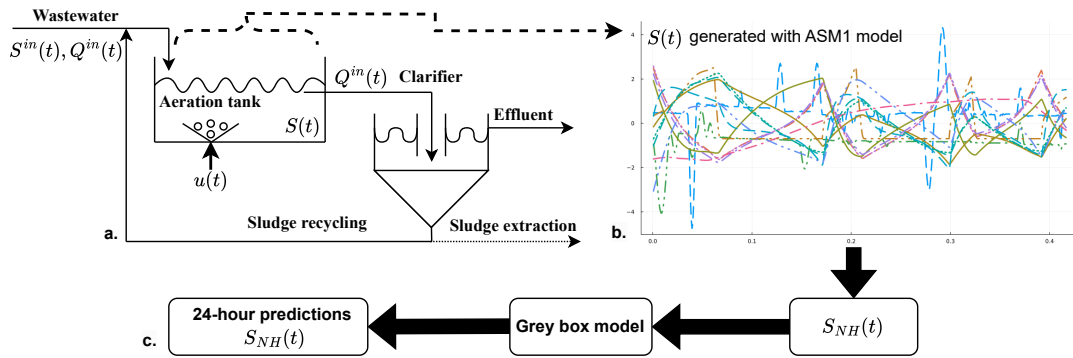 Wastewater
S^{in}(t), Q^{in}(t)
Q^{in}(t)
Clarifier
Aeration tank
S(t)
Effluent
u(t)
Sludge recycling
Sludge extraction
a.
S(t) generated with ASM1 model
4
2
0
−2
−4
0.0 0.1 0.2 0.3 0.4
b.
24-hour predictions
S_{NH}(t)
Grey box model
S_{NH}(t)
c.